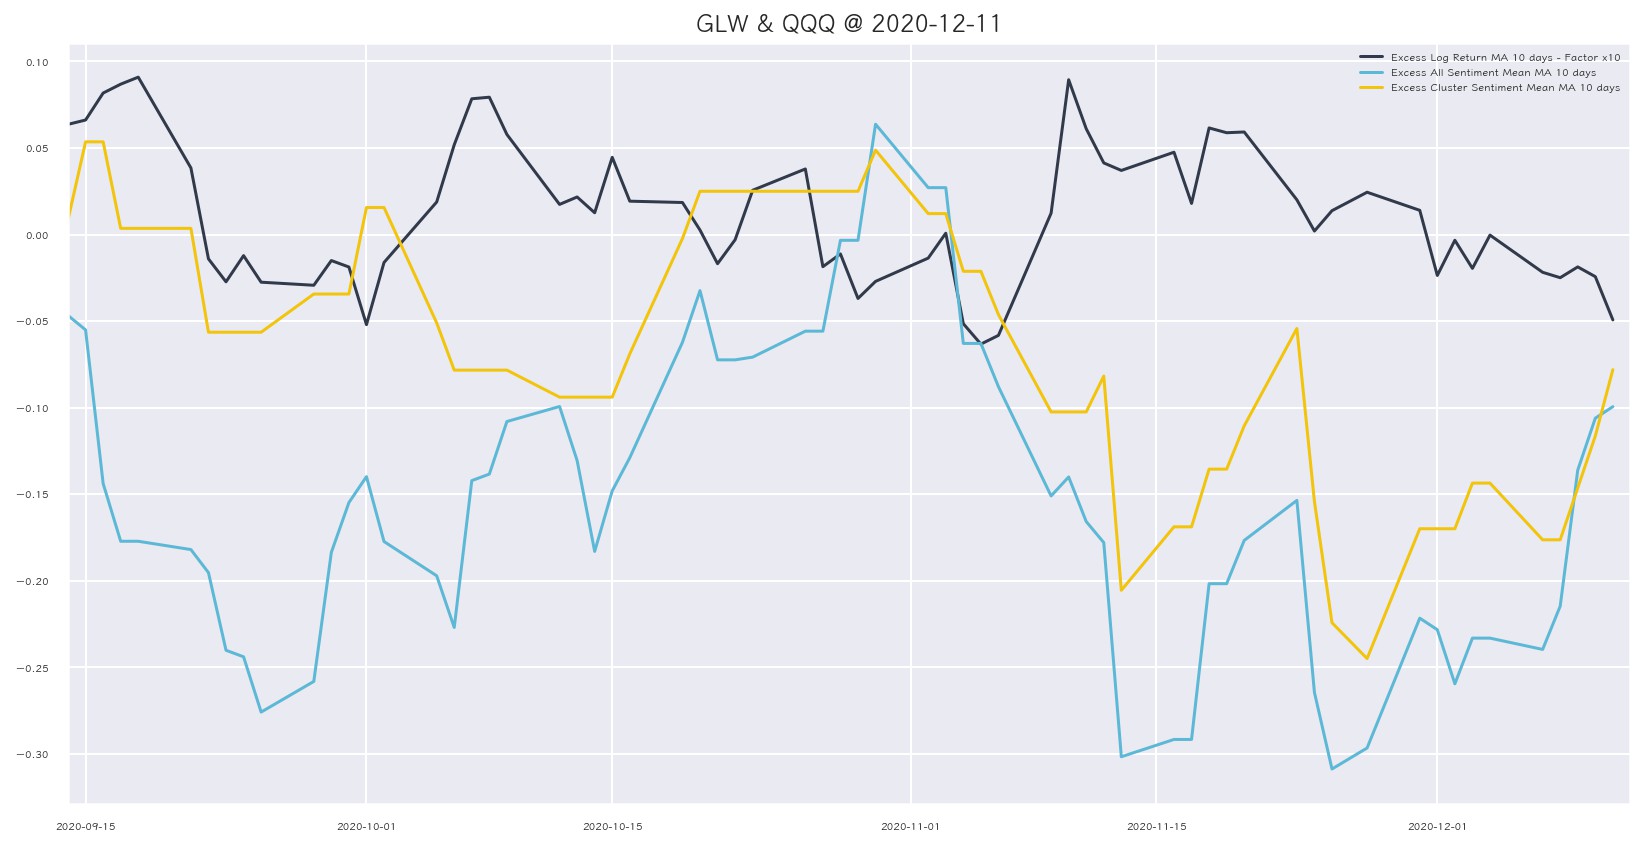 GLW & QQQ @ 2020-12-11
Excess Log Return MA 10 days - Factor x10
Excess All Sentiment Mean MA 10 days
Excess Cluster Sentiment Mean MA 10 days
0.10
0.05
0.00
−0.05
−0.10
−0.15
−0.20
−0.25
−0.30
2020-09-15 2020-10-01 2020-10-15 2020-11-01 2020-11-15 2020-12-01